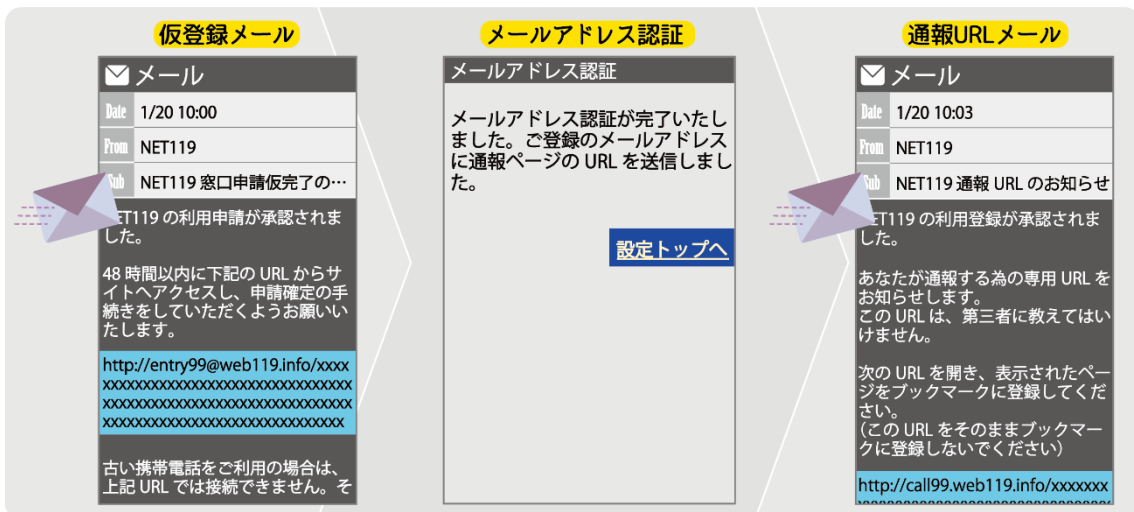 仮登録メール
メール
Date 1/20 10:00
From NET119
Sub NET119 窓口申請仮完了の…
NET119 の利用申請が承認されま
した。
48 時間以内に下記の URL からサ
イトへアクセスし、申請確定の手
続きをしていただくようお願いい
たします。
http://entry99@web119.info/xxxx
xxxxxxxxxxxxxxxxxxxxxxxxxxxxxxx
xxxxxxxxxxxxxxxxxxxxxxxxxxxxxxx
xxxxxxxxxxxxxxxxxxxxxxxxxxxxxx
古い携帯電話をご利用の場合は、
上記 URL では接続できません。そ
メールアドレス認証
メールアドレス認証
メールアドレス認証が完了いたし
ました。ご登録のメールアドレス
に通報ページの URL を送信しまし
た。
設定トップへ
通報URLメール
メール
Date 1/20 10:03
From NET119
Sub NET119 通報 URL のお知らせ
NET119 の利用登録が承認されま
した。
あなたが通報する為の専用 URL を
お知らせします。
この URL は、第三者に教えてはい
けません。
次の URL を開き、表示されたペー
ジをブックマークに登録してくだ
さい。
(この URL をそのままブックマー
クに登録しないでください)
http://call99.web119.info/xxxxxxx